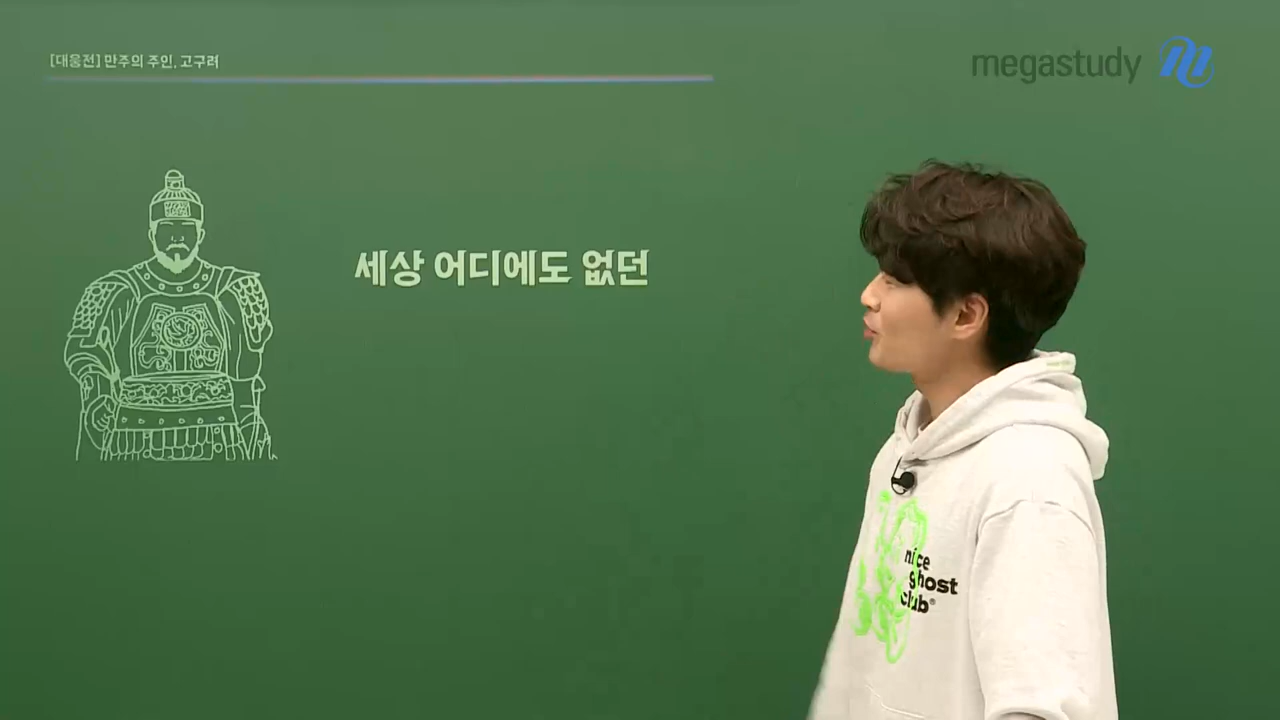 [대웅전] 만주의 주인, 고구려
megastudy
세상 어디에도 없던
nice
ghost
club®